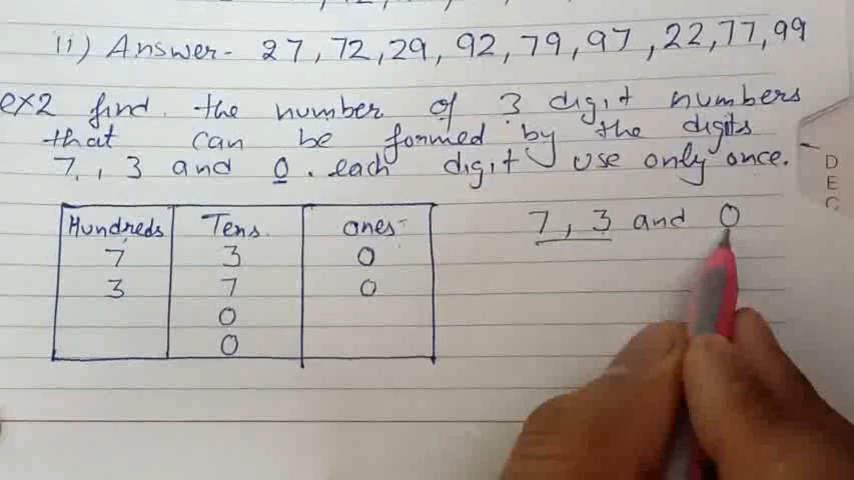 ii) Answer- 27, 72, 29, 92, 79, 97, 22, 77, 99
ex2 find. the number of 3 digit numbers
that can be formed by the digits
7, 3 and 0. each digit use only once.
Hundreds Tens. ones 7, 3 and 0
7 3 0
3 7 0
0
0
DEC